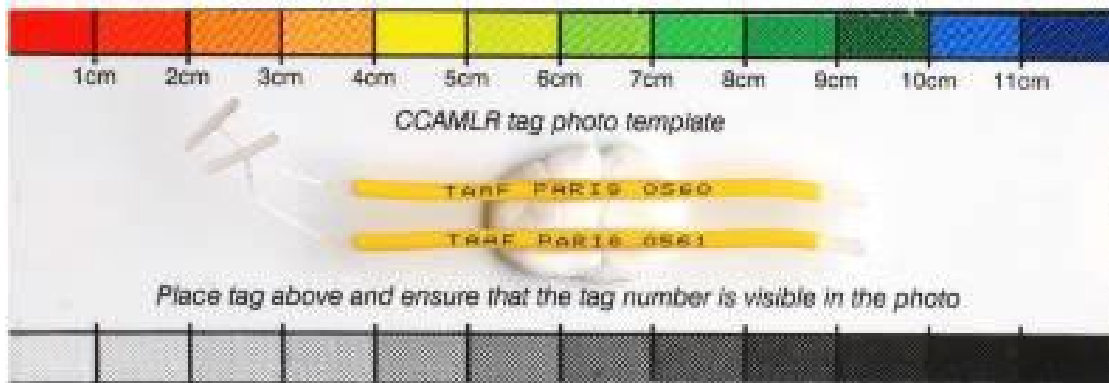 1cm 2cm 3cm 4cm 5cm 6cm 7cm 8cm 9cm 10cm 11cm
CCAMLR tag photo template
TAAF PARIS 0560
TAAF PARIS 0561
Place tag above and ensure that the tag number is visible in the photo